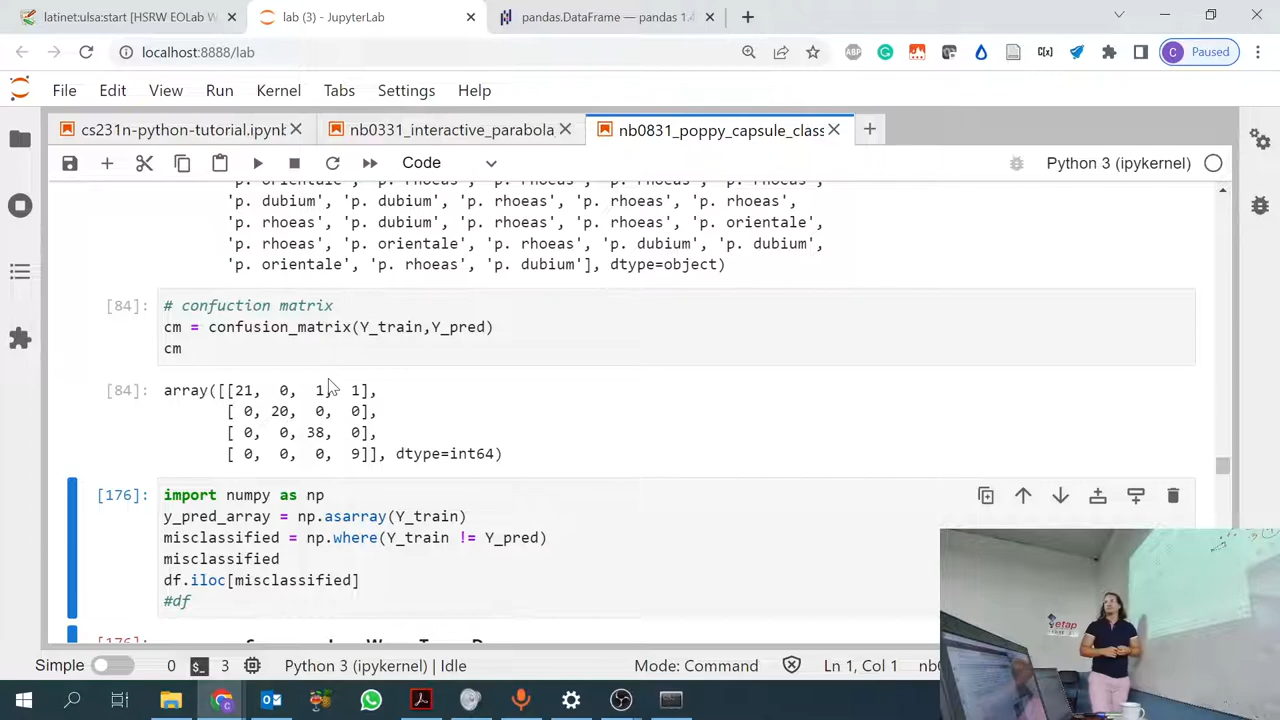 latinet:ulsa:start [HSRW EOLab W
lab (3) - JupyterLab
pandas.DataFrame — pandas 1.4
localhost:8888/lab
ABP
C(x)
C
Paused
File
Edit
View
Run
Kernel
Tabs
Settings
Help
cs231n-python-tutorial.ipynb
nb0331_interactive_parabola
nb0831_poppy_capsule_class
Code
Python 3 (ipykernel)
'p. orientale', 'p. rhoeas', 'p. rhoeas', 'p. rhoeas',
'p. dubium', 'p. dubium', 'p. rhoeas', 'p. rhoeas',
'p. rhoeas', 'p. dubium', 'p. rhoeas', 'p. orientale',
'p. rhoeas', 'p. orientale', 'p. rhoeas', 'p. dubium', 'p. dubium',
'p. orientale', 'p. rhoeas', 'p. dubium'], dtype=object)
[84]:
# confuction matrix
cm = confusion_matrix(Y_train,Y_pred)
cm
[84]:
array([[21, 0, 1, 1],
[ 0, 20, 0, 0],
[ 0, 0, 38, 0],
[ 0, 0, 0, 9]], dtype=int64)
[176]:
import numpy as np
y_pred_array = np.asarray(Y_train)
misclassified = np.where(Y_train != Y_pred)
misclassified
df.iloc[misclassified]
#df
[176]:
etap
Simple
0
3
Python 3 (ipykernel) | Idle
Mode: Command
Ln 1, Col 1
nb0